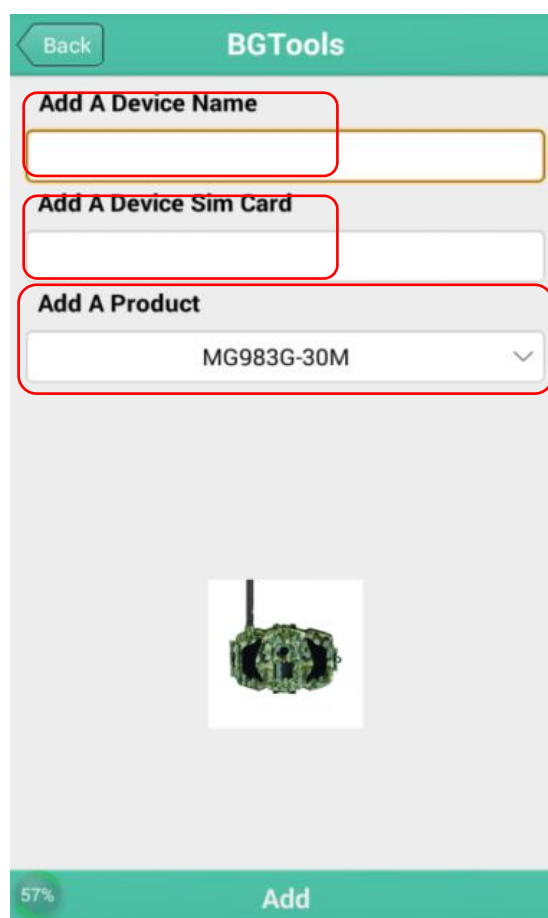 Back
BGTools
Add A Device Name
Add A Device Sim Card
Add A Product
MG983G-30M
57%
Add